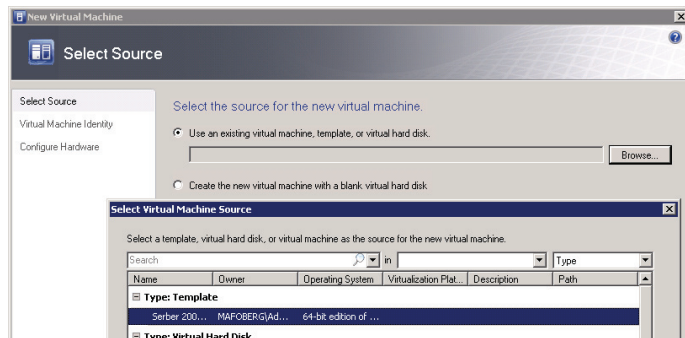 New Virtual Machine
Select Source
Select Source
Virtual Machine Identity
Configure Hardware
Select the source for the new virtual machine.
Use an existing virtual machine, template, or virtual hard disk.
Browse...
Create the new virtual machine with a blank virtual hard disk
Select Virtual Machine Source
Select a template, virtual hard disk, or virtual machine as the source for the new virtual machine.
Search in Type
Name Owner Operating System Virtualization Plat... Description Path
Type: Template
Serber 200... MAFOBERG\Ad... 64-bit edition of ...
Type: Virtual Hard Disk